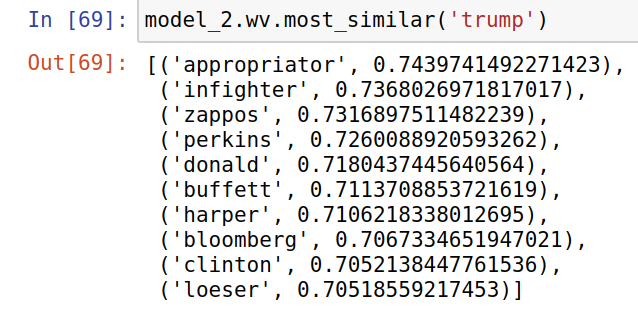 In [69]: model_2.wv.most_similar('trump')
Out[69]: [('appropriator', 0.7439741492271423),
('infighter', 0.7368026971817017),
('zappos', 0.7316897511482239),
('perkins', 0.7260088920593262),
('donald', 0.7180437445640564),
('buffett', 0.7113708853721619),
('harper', 0.7106218338012695),
('bloomberg', 0.7067334651947021),
('clinton', 0.7052138447761536),
('loeser', 0.70518559217453)]